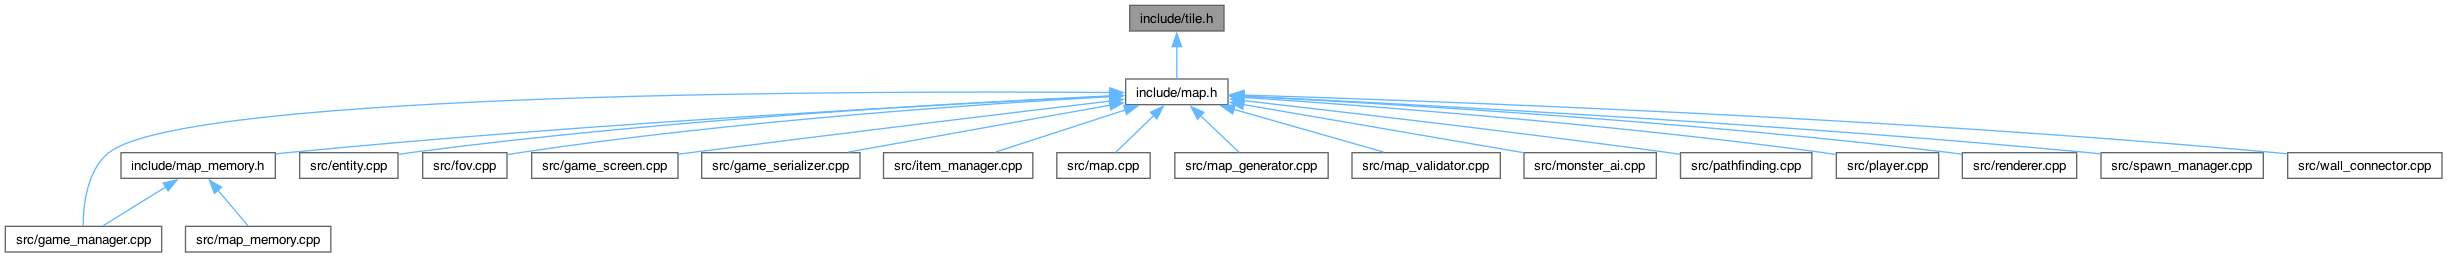 include/tile.h
include/map.h
include/map_memory.h
src/entity.cpp
src/fov.cpp
src/game_screen.cpp
src/game_serializer.cpp
src/item_manager.cpp
src/map.cpp
src/map_generator.cpp
src/map_validator.cpp
src/monster_ai.cpp
src/pathfinding.cpp
src/player.cpp
src/renderer.cpp
src/spawn_manager.cpp
src/wall_connector.cpp
src/game_manager.cpp
src/map_memory.cpp